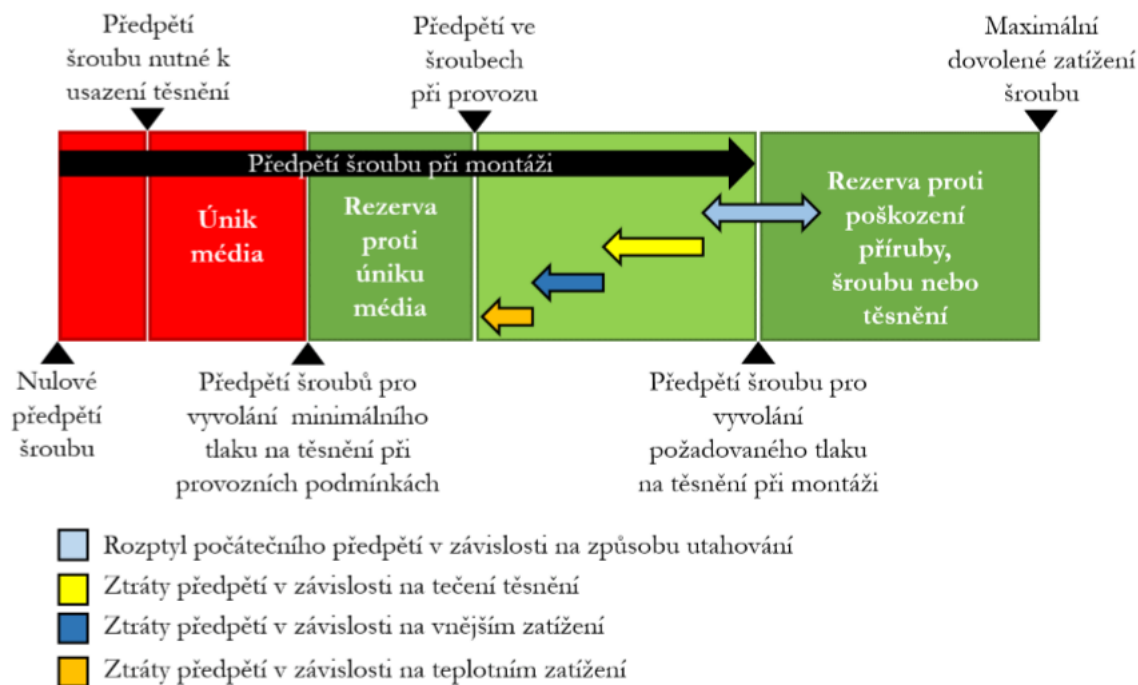 Předpětí
šroubu nutné k
usazení těsnění
Předpětí ve
šroubech
při provozu
Maximální
dovolené zatížení
šroubu
Předpětí šroubu při montáži
Únik
média
Rezerva
proti
úniku
média
Rezerva proti
poškození
příruby,
šroubu nebo
těsnění
Nulové
předpětí
šroubu
Předpětí šroubů pro
vyvolání minimálního
tlaku na těsnění při
provozních podmínkách
Předpětí šroubu pro
vyvolání
požadovaného tlaku
na těsnění při montáži
Rozptyl počátečního předpětí v závislosti na způsobu utahování
Ztráty předpětí v závislosti na tečení těsnění
Ztráty předpětí v závislosti na vnějším zatížení
Ztráty předpětí v závislosti na teplotním zatížení